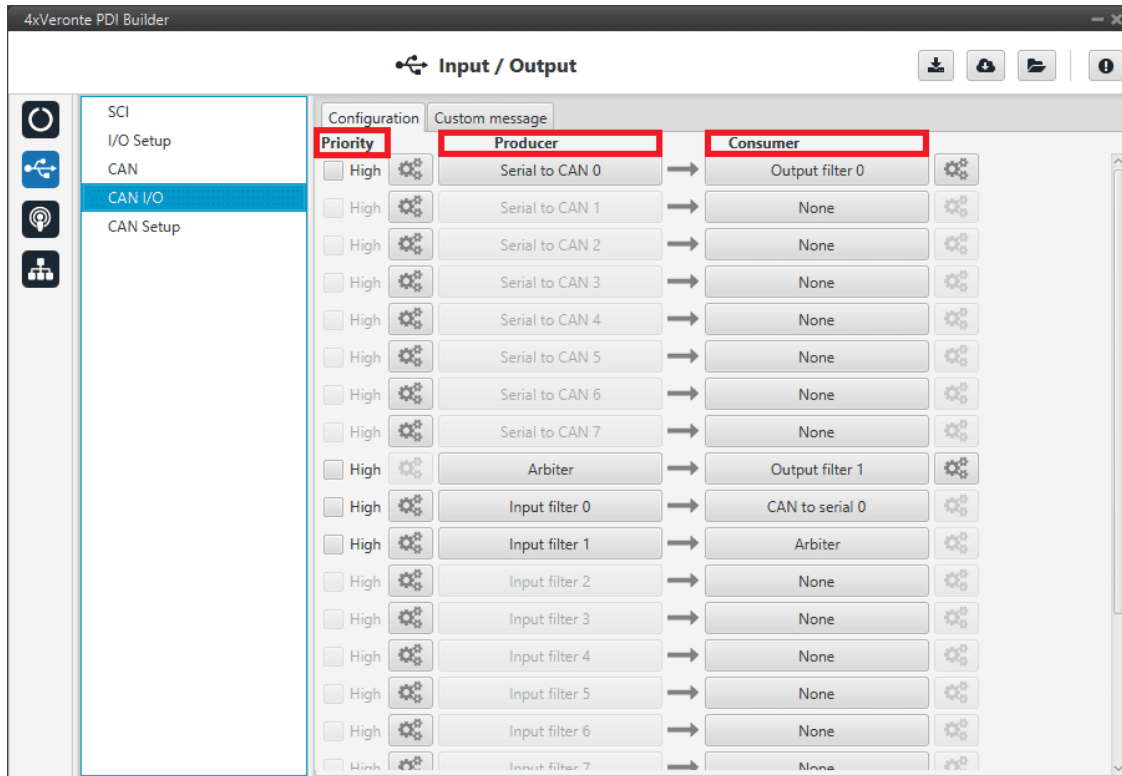 4xVeronte PDI Builder
Input / Output
SCI
I/O Setup
CAN
CAN I/O
CAN Setup
Configuration Custom message
Priority Producer Consumer
High Serial to CAN 0 Output filter 0
High Serial to CAN 1 None
High Serial to CAN 2 None
High Serial to CAN 3 None
High Serial to CAN 4 None
High Serial to CAN 5 None
High Serial to CAN 6 None
High Serial to CAN 7 None
High Arbiter Output filter 1
High Input filter 0 CAN to serial 0
High Input filter 1 Arbiter
High Input filter 2 None
High Input filter 3 None
High Input filter 4 None
High Input filter 5 None
High Input filter 6 None
High Input filter 7 None